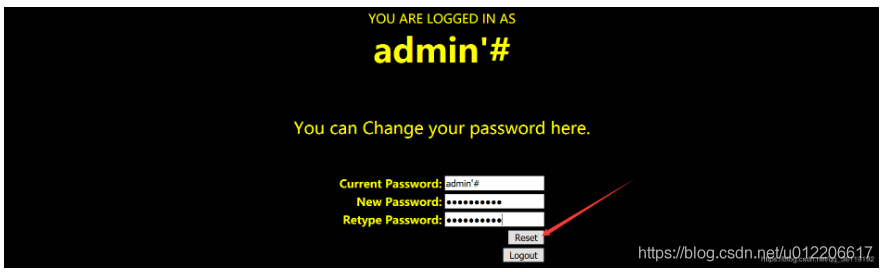 YOU ARE LOGGED IN AS
admin'#
You can Change your password here.
Current Password: admin'#
New Password: ••••••••••
Retype Password: ••••••••••
Reset
Logout
https://blog.csdn.net/u012206617